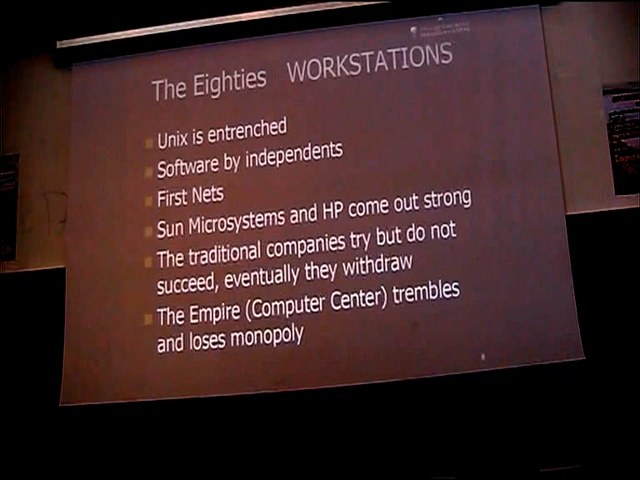 The Eighties WORKSTATIONS
Unix is entrenched
Software by independents
First Nets
Sun Microsystems and HP come out strong
The traditional companies try but do not
succeed, eventually they withdraw
The Empire (Computer Center) trembles
and loses monopoly